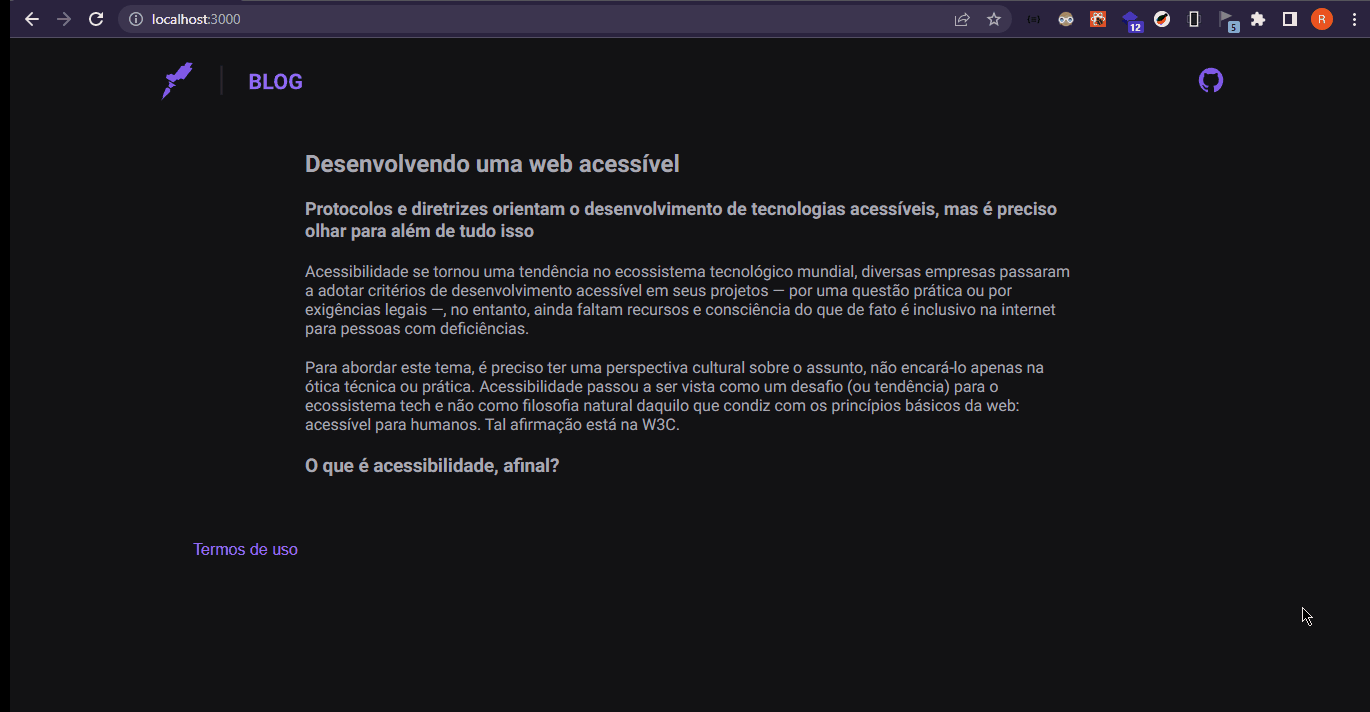 localhost:3000
12
5
R
BLOG
Desenvolvendo uma web acessível
Protocolos e diretrizes orientam o desenvolvimento de tecnologias acessíveis, mas é preciso
olhar para além de tudo isso
Acessibilidade se tornou uma tendência no ecossistema tecnológico mundial, diversas empresas passaram
a adotar critérios de desenvolvimento acessível em seus projetos — por uma questão prática ou por
exigências legais —, no entanto, ainda faltam recursos e consciência do que de fato é inclusivo na internet
para pessoas com deficiências.
Para abordar este tema, é preciso ter uma perspectiva cultural sobre o assunto, não encará-lo apenas na
ótica técnica ou prática. Acessibilidade passou a ser vista como um desafio (ou tendência) para o
ecossistema tech e não como filosofia natural daquilo que condiz com os princípios básicos da web:
acessível para humanos. Tal afirmação está na W3C.
O que é acessibilidade, afinal?
Termos de uso